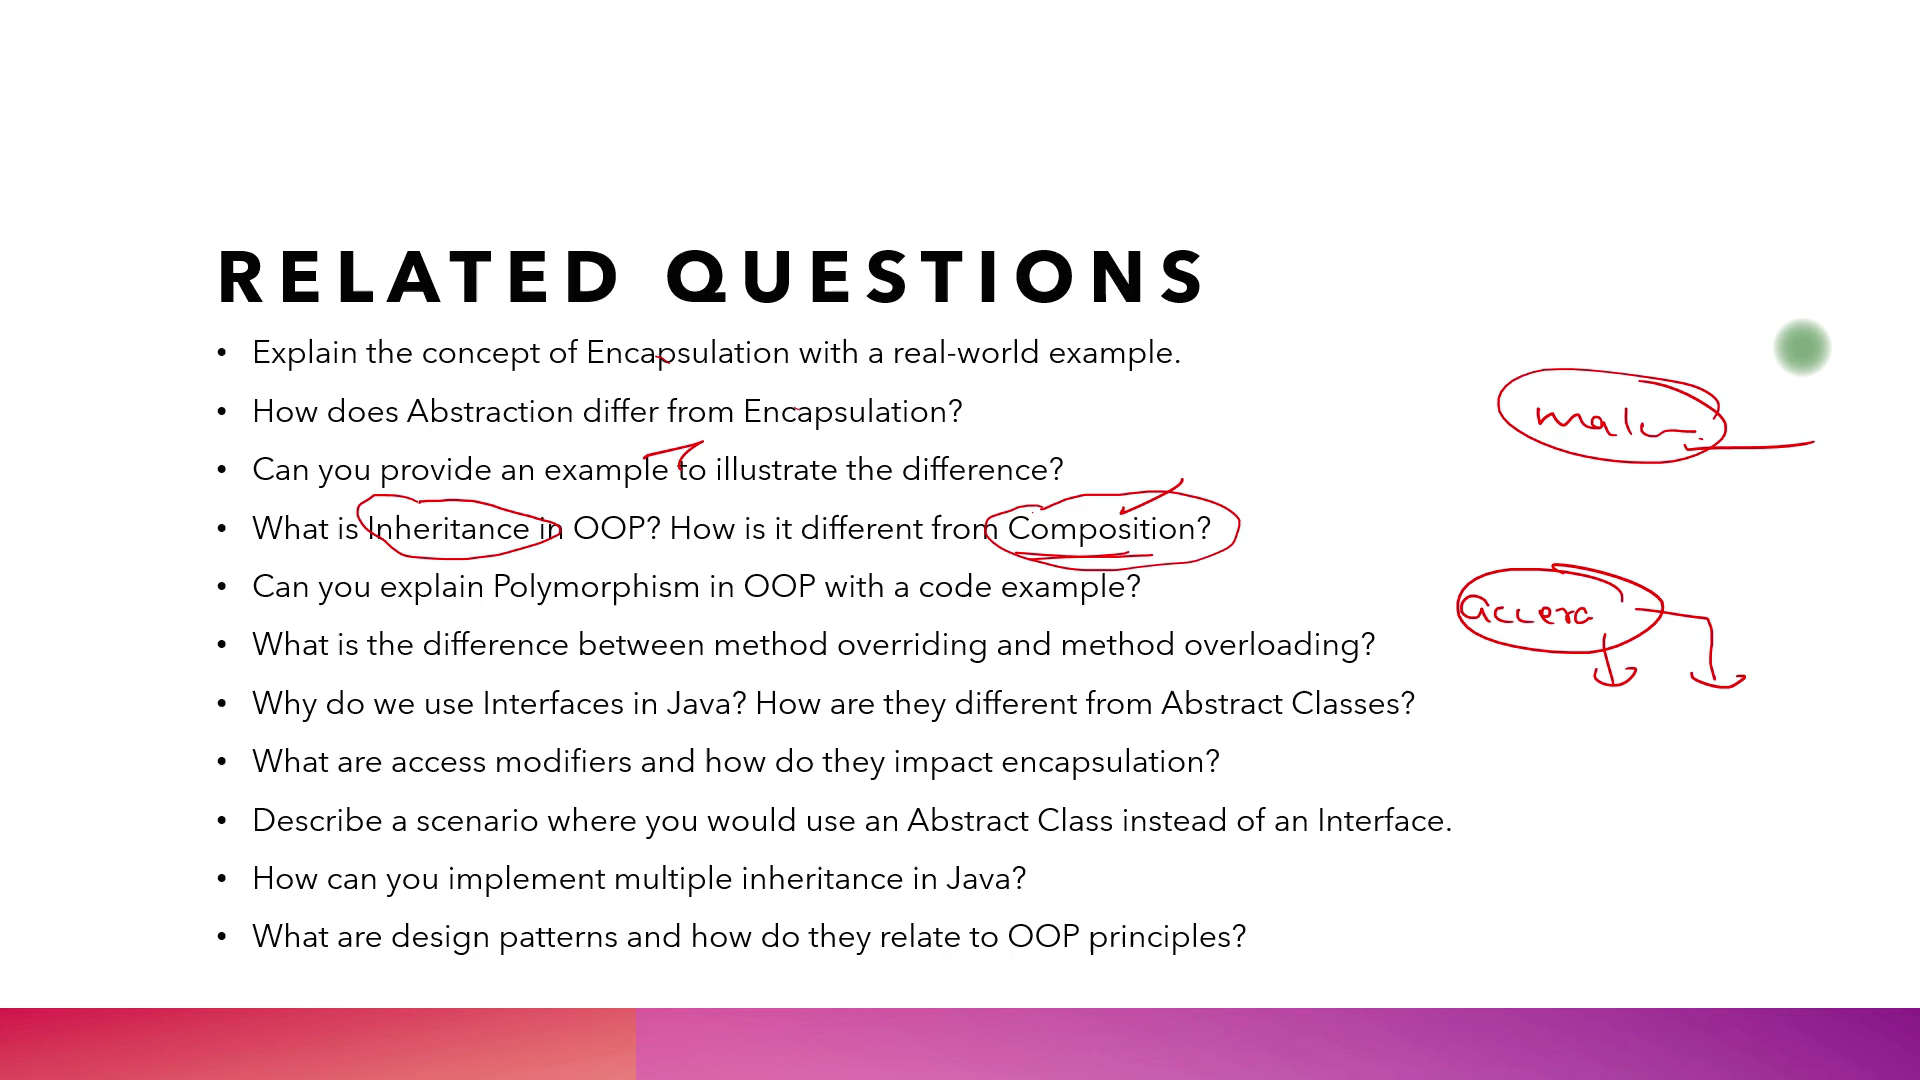 RELATED QUESTIONS
• Explain the concept of Encapsulation with a real-world example.
• How does Abstraction differ from Encapsulation?
• Can you provide an example to illustrate the difference?
• What is Inheritance in OOP? How is it different from Composition?
• Can you explain Polymorphism in OOP with a code example?
• What is the difference between method overriding and method overloading?
• Why do we use Interfaces in Java? How are they different from Abstract Classes?
• What are access modifiers and how do they impact encapsulation?
• Describe a scenario where you would use an Abstract Class instead of an Interface.
• How can you implement multiple inheritance in Java?
• What are design patterns and how do they relate to OOP principles?